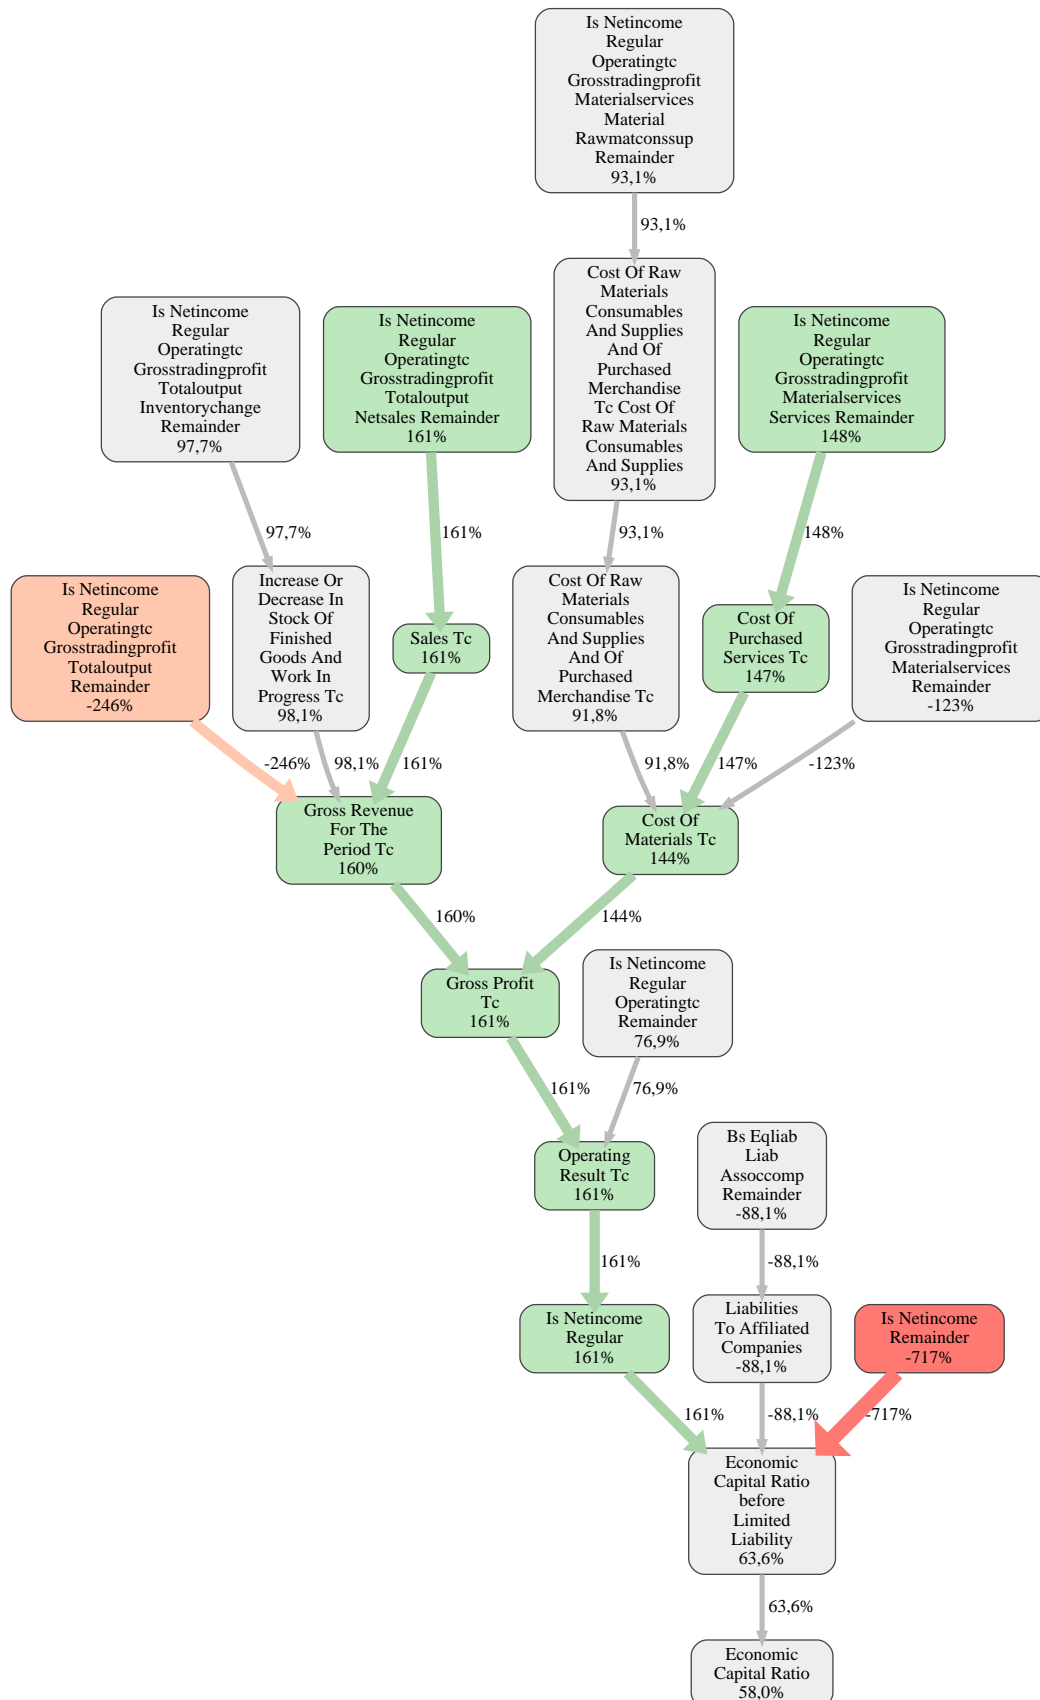 Is Netincome
Regular
Operatingtc
Grosstradingprofit
Materialservices
Material
Rawmatconssup
Remainder
93,1%
93,1%
Is Netincome
Regular
Operatingtc
Grosstradingprofit
Totaloutput
Inventorychange
Remainder
97,7%
Is Netincome
Regular
Operatingtc
Grosstradingprofit
Totaloutput
Netsales Remainder
161%
Cost Of Raw
Materials
Consumables
And Supplies
And Of
Purchased
Merchandise
Tc Cost Of
Raw Materials
Consumables
And Supplies
93,1%
Is Netincome
Regular
Operatingtc
Grosstradingprofit
Materialservices
Services Remainder
148%
97,7%
161%
93,1%
148%
Is Netincome
Regular
Operatingtc
Grosstradingprofit
Totaloutput
Remainder
-246%
Increase Or
Decrease In
Stock Of
Finished
Goods And
Work In
Progress Tc
98,1%
Sales Tc
161%
Cost Of Raw
Materials
Consumables
And Supplies
And Of
Purchased
Merchandise Tc
91,8%
Cost Of
Purchased
Services Tc
147%
Is Netincome
Regular
Operatingtc
Grosstradingprofit
Materialservices
Remainder
-123%
-246%
98,1%
161%
91,8%
147%
-123%
Gross Revenue
For The
Period Tc
160%
Cost Of
Materials Tc
144%
160%
144%
Gross Profit
Tc
161%
Is Netincome
Regular
Operatingtc
Remainder
76,9%
161%
76,9%
Operating
Result Tc
161%
Bs Eqliab
Liab
Assoccomp
Remainder
-88,1%
161%
-88,1%
Is Netincome
Regular
161%
Liabilities
To Affiliated
Companies
-88,1%
Is Netincome
Remainder
-717%
161%
-88,1%
-717%
Economic
Capital Ratio
before
Limited
Liability
63,6%
63,6%
Economic
Capital Ratio
58,0%